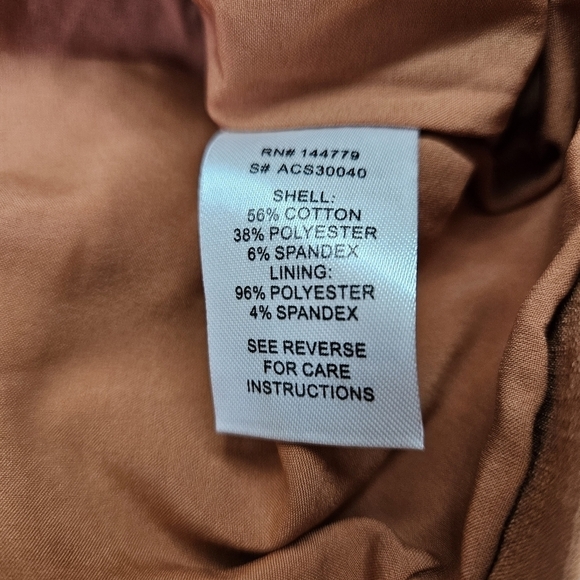 RN# 144779
S# ACS30040
SHELL:
56% COTTON
38% POLYESTER
6% SPANDEX
LINING:
96% POLYESTER
4% SPANDEX
SEE REVERSE
FOR CARE
INSTRUCTIONS